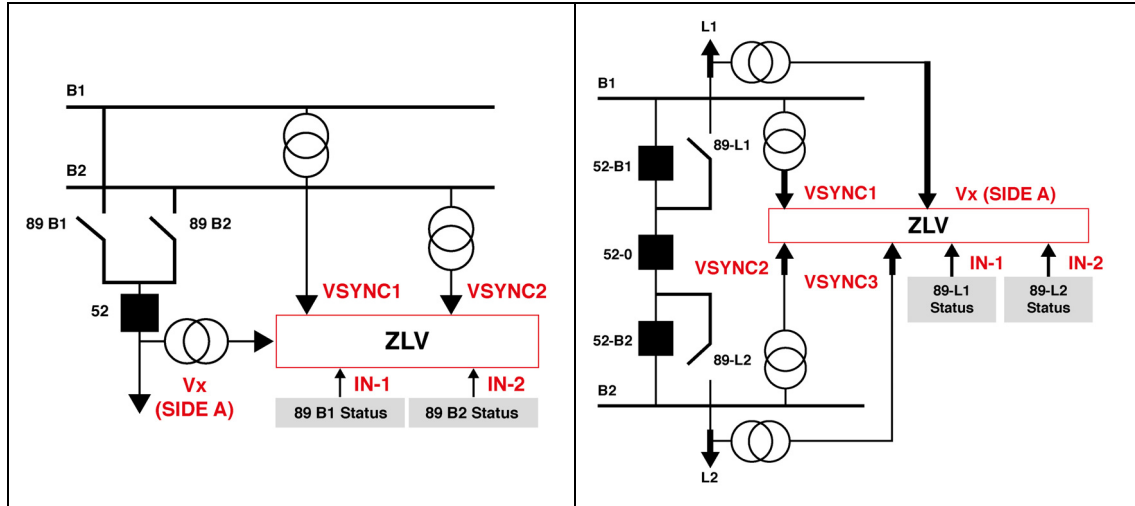 B1
B2
89 B1
89 B2
VSYNC1
VSYNC2
52
ZLV
Vx
(SIDE A)
IN-1
IN-2
89 B1 Status
89 B2 Status
L1
B1
52-B1
89-L1
VSYNC1
Vx (SIDE A)
ZLV
52-0
VSYNC2
VSYNC3
IN-1
IN-2
89-L1
Status
89-L2
Status
52-B2
89-L2
B2
L2